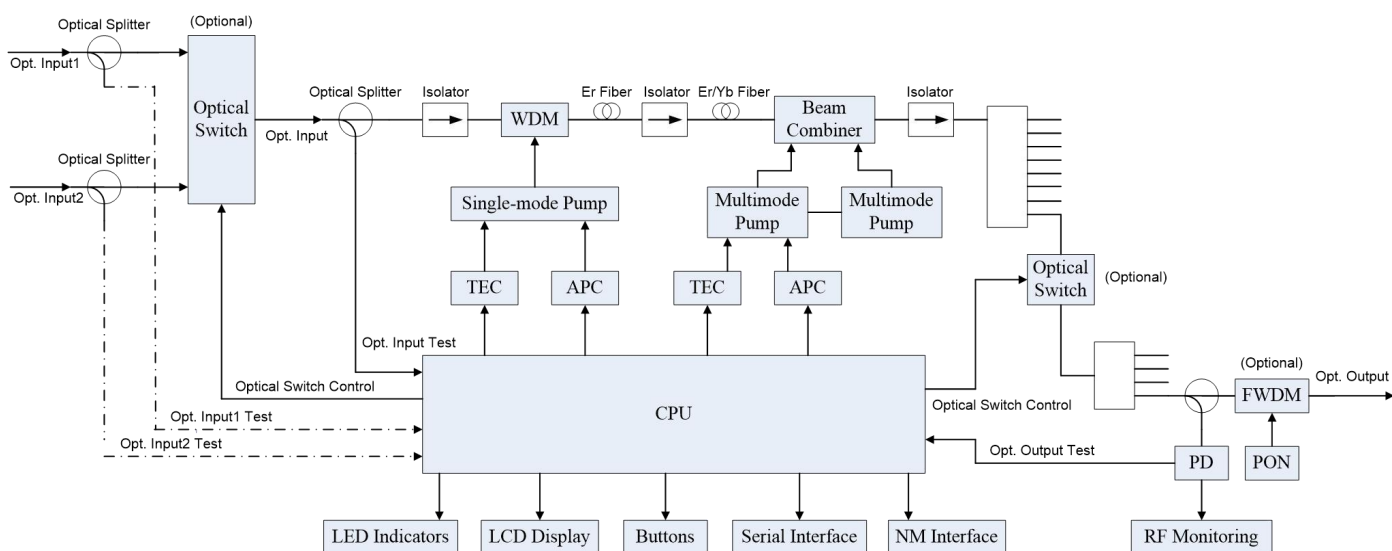 Optical Splitter
(Optional)
Opt. Input1
Optical
Switch
Optical Splitter
Isolator
Er Fiber
Isolator
Er/Yb Fiber
Isolator
WDM
Beam
Combiner
Opt. Input
Optical Splitter
Opt. Input2
Single-mode Pump
Multimode
Pump
Multimode
Pump
TEC
APC
TEC
APC
Optical
Switch
(Optional)
Opt. Input Test
Optical Switch Control
Opt. Input1 Test
Opt. Input2 Test
CPU
Optical Switch Control
(Optional)
Opt. Output
FWDM
Opt. Output Test
PD
PON
LED Indicators
LCD Display
Buttons
Serial Interface
NM Interface
RF Monitoring